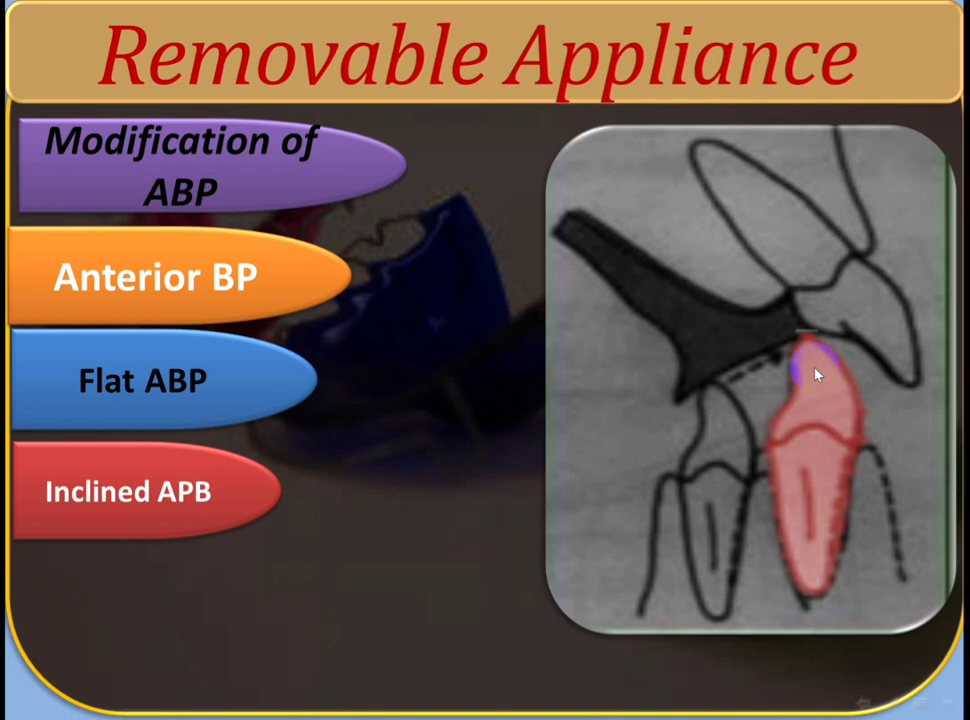 Removable Appliance
Modification of
ABP
Anterior BP
Flat ABP
Inclined APB